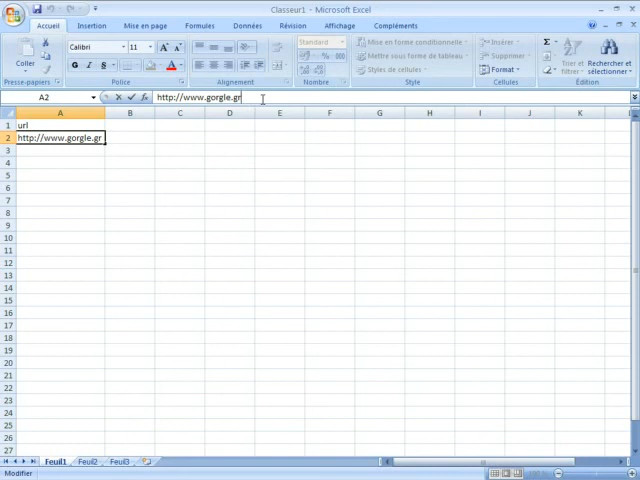 Classeur1 - Microsoft Excel
Accueil Insertion Mise en page Formules Données Révision Affichage Compléments
Coller
Presse-papiers
Calibri 11
G I S
Police
Alignement
Standard
% 000
Nombre
Mise en forme conditionnelle
Mettre sous forme de tableau
Styles de cellules
Style
Insérer
Supprimer
Format
Cellules
Σ
Trier et filtrer
Rechercher et sélectionner
Édition
A2 fx http://www.gorgle.gr
A B C D E F G H I J K
1 url
2 http://www.gorgle.gr
3
4
5
6
7
8
9
10
11
12
13
14
15
16
17
18
19
20
21
22
23
24
25
26
27
Feuil1 Feuil2 Feuil3
Modifier